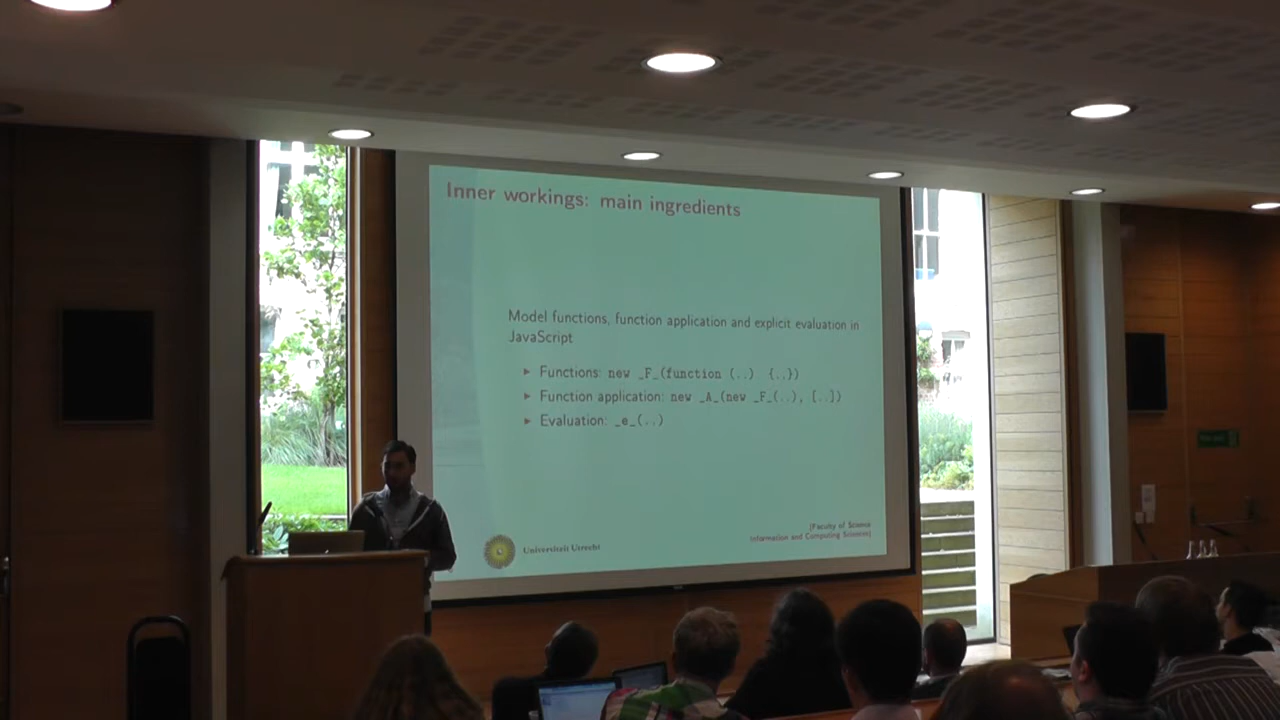 Inner workings: main ingredients
Model functions, function application and explicit evaluation in
JavaScript
▶ Functions: new _F_(function (..) {..})
▶ Function application: new _A_(new _F_(..), [..])
▶ Evaluation: _e_(..)
[Faculty of Science
Information and Computing Sciences]
Universiteit Utrecht